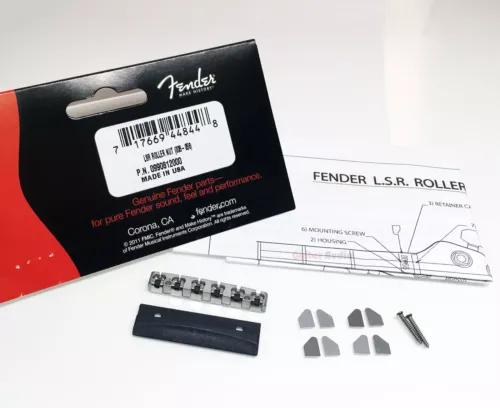 Fender
MAKE HISTORY
7 17669 44844 8
LSR ROLLER NUT
P.N. 0990812000
MADE IN USA
Genuine Fender parts—
for pure Fender sound, feel and performance.
Corona, CA
fender.com
© 2011 FMIC. Fender® and Make History™ are trademarks
of Fender Musical Instruments Corporation. All rights reserved.
FENDER L.S.R. ROLLER
3) RETAINER
6) MOUNTING SCREW
2) HOUSING